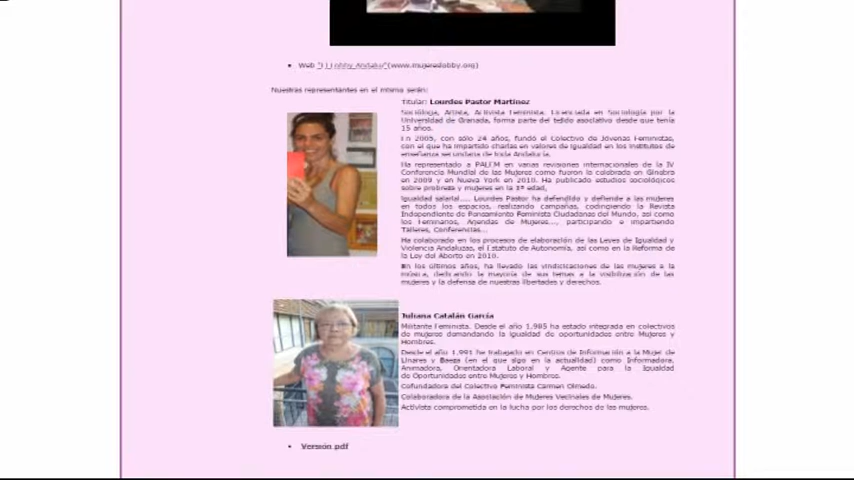 • Web (www.mujereslobby.org)
Nuestras representantes en el mismo serán:
Titular: Lourdes Pastor Martínez
Socióloga, Artista, Activista Feminista. Licenciada en Sociología por la
Universidad de Granada, forma parte del tejido asociativo desde que tenía
15 años.
En 2005, con sólo 24 años, fundó el Colectivo de Jóvenes Feministas,
con el que ha impartido charlas en valores de igualdad en los institutos de
enseñanza secundaria de toda Andalucía.
Ha representado a PALEM en varias revisiones internacionales de la IV
Conferencia Mundial de las Mujeres como fueron la celebrada en Ginebra
en 2009 y en Nueva York en 2010. Ha publicado estudios sociológicos
sobre pobreza y mujeres en la 3ª edad,
Igualdad salarial.... Lourdes Pastor ha defendido y defiende a las mujeres
en todos los espacios, realizando campañas, codirigiendo la Revista
Independiente de Pensamiento Feminista Ciudadanas del Mundo, así como
los Feminarios, Agendas de Mujeres..., participando e impartiendo
Talleres, Conferencias...
Ha colaborado en los procesos de elaboración de las Leyes de Igualdad y
Violencia Andaluzas, el Estatuto de Autonomía, así como en la Reforma de
la Ley del Aborto en 2010.
En los últimos años, ha llevado las vindicaciones de las mujeres a la
música, dedicando la mayoría de sus temas a la visibilización de las
mujeres y la defensa de nuestras libertades y derechos.
Juliana Catalán García
Militante Feminista. Desde el año 1.985 ha estado integrada en colectivos
de mujeres demandando la igualdad de oportunidades entre Mujeres y
Hombres.
Desde el año 1.991 he trabajado en Centros de Información a la Mujer de
Linares y Baeza (en el que sigo en la actualidad) como Informadora,
Animadora, Orientadora Laboral y Agente para la Igualdad
de Oportunidades entre Mujeres y Hombres.
Cofundadora del Colectivo Feminista Carmen Olmedo.
Colaboradora de la Asociación de Mujeres Vecinales de Mujeres.
Activista comprometida en la lucha por los derechos de las mujeres.
• Versión pdf